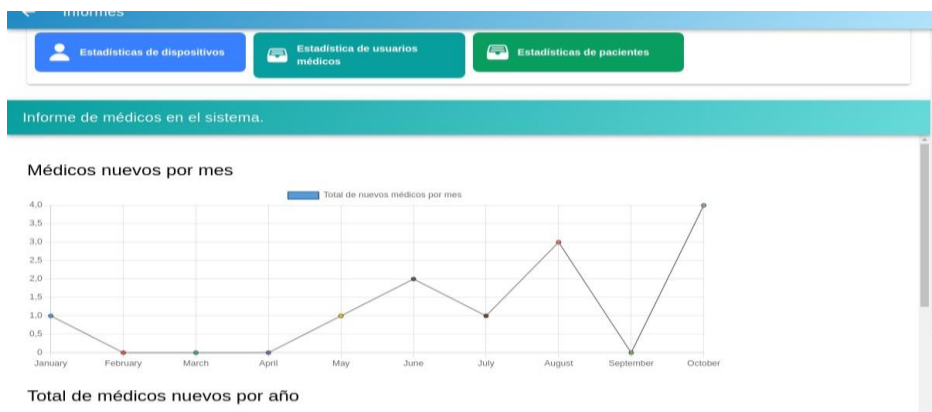 Informes
Estadísticas de dispositivos
Estadística de usuarios
médicos
Estadísticas de pacientes
Informe de médicos en el sistema.
Médicos nuevos por mes
Total de nuevos médicos por mes
4,0
3,5
3,0
2,5
2,0
1,5
1,0
0,5
0
January February March April May June July August September October
Total de médicos nuevos por año